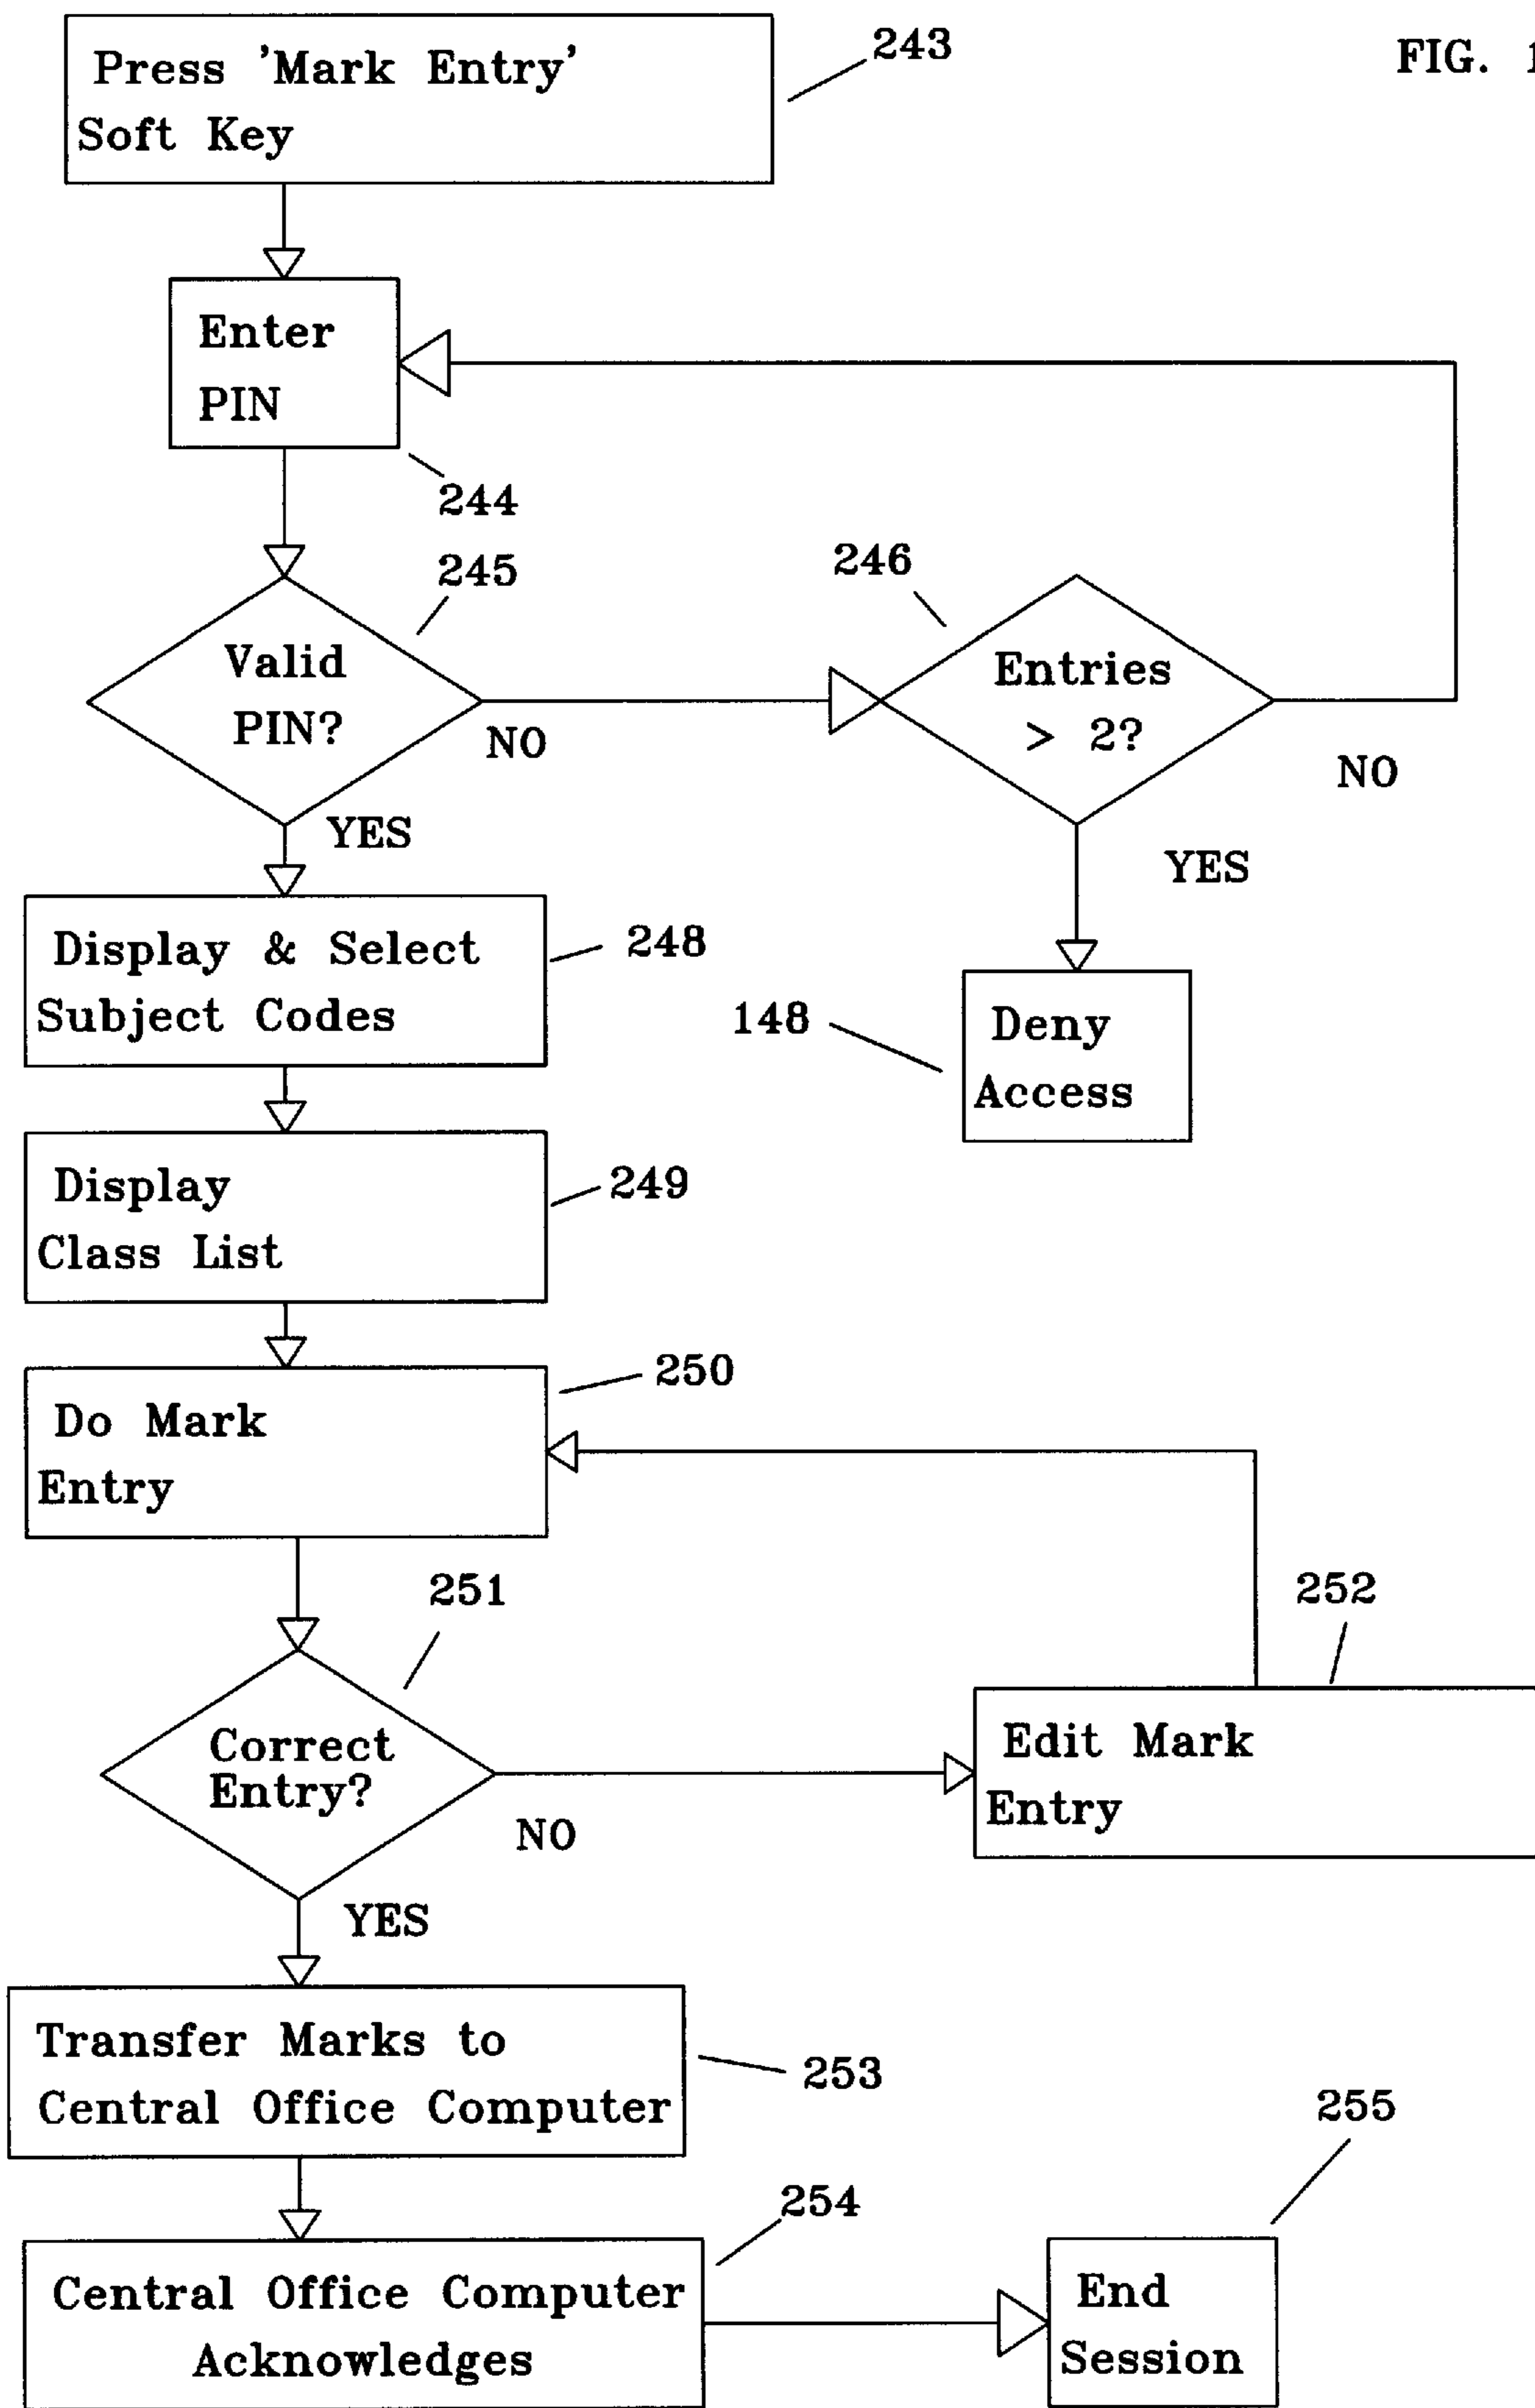 Press 'Mark Entry'
Soft Key
243
FIG. 1
Enter
PIN
244
245
Valid
PIN?
NO
YES
246
Entries
> 2?
NO
YES
Display & Select
Subject Codes
248
148
Deny
Access
Display
Class List
249
Do Mark
Entry
250
251
Correct
Entry?
NO
YES
252
Edit Mark
Entry
Transfer Marks to
Central Office Computer
253
254
Central Office Computer
Acknowledges
255
End
Session